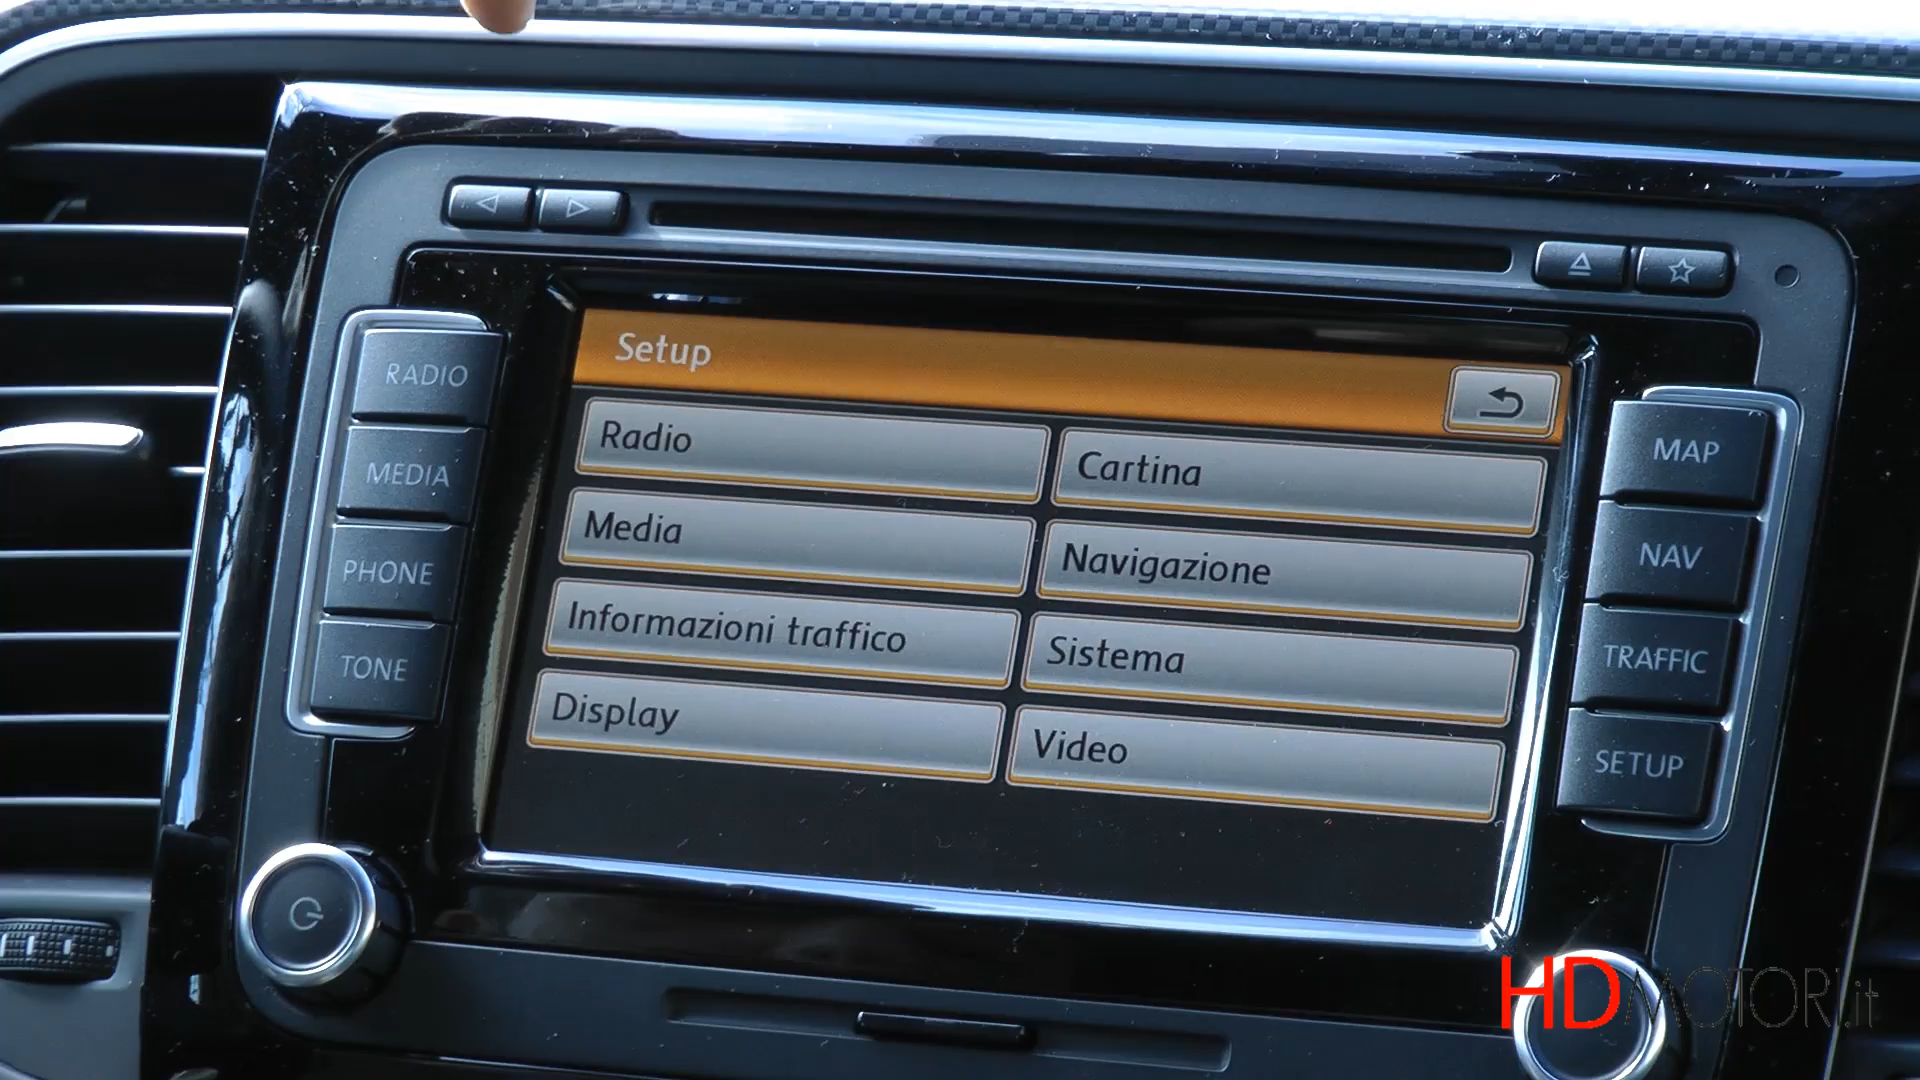 Setup
RADIO
MEDIA
PHONE
TONE
Radio
Cartina
Media
Navigazione
Informazioni traffico
Sistema
Display
Video
MAP
NAV
TRAFFIC
SETUP
HDMOTORI.it